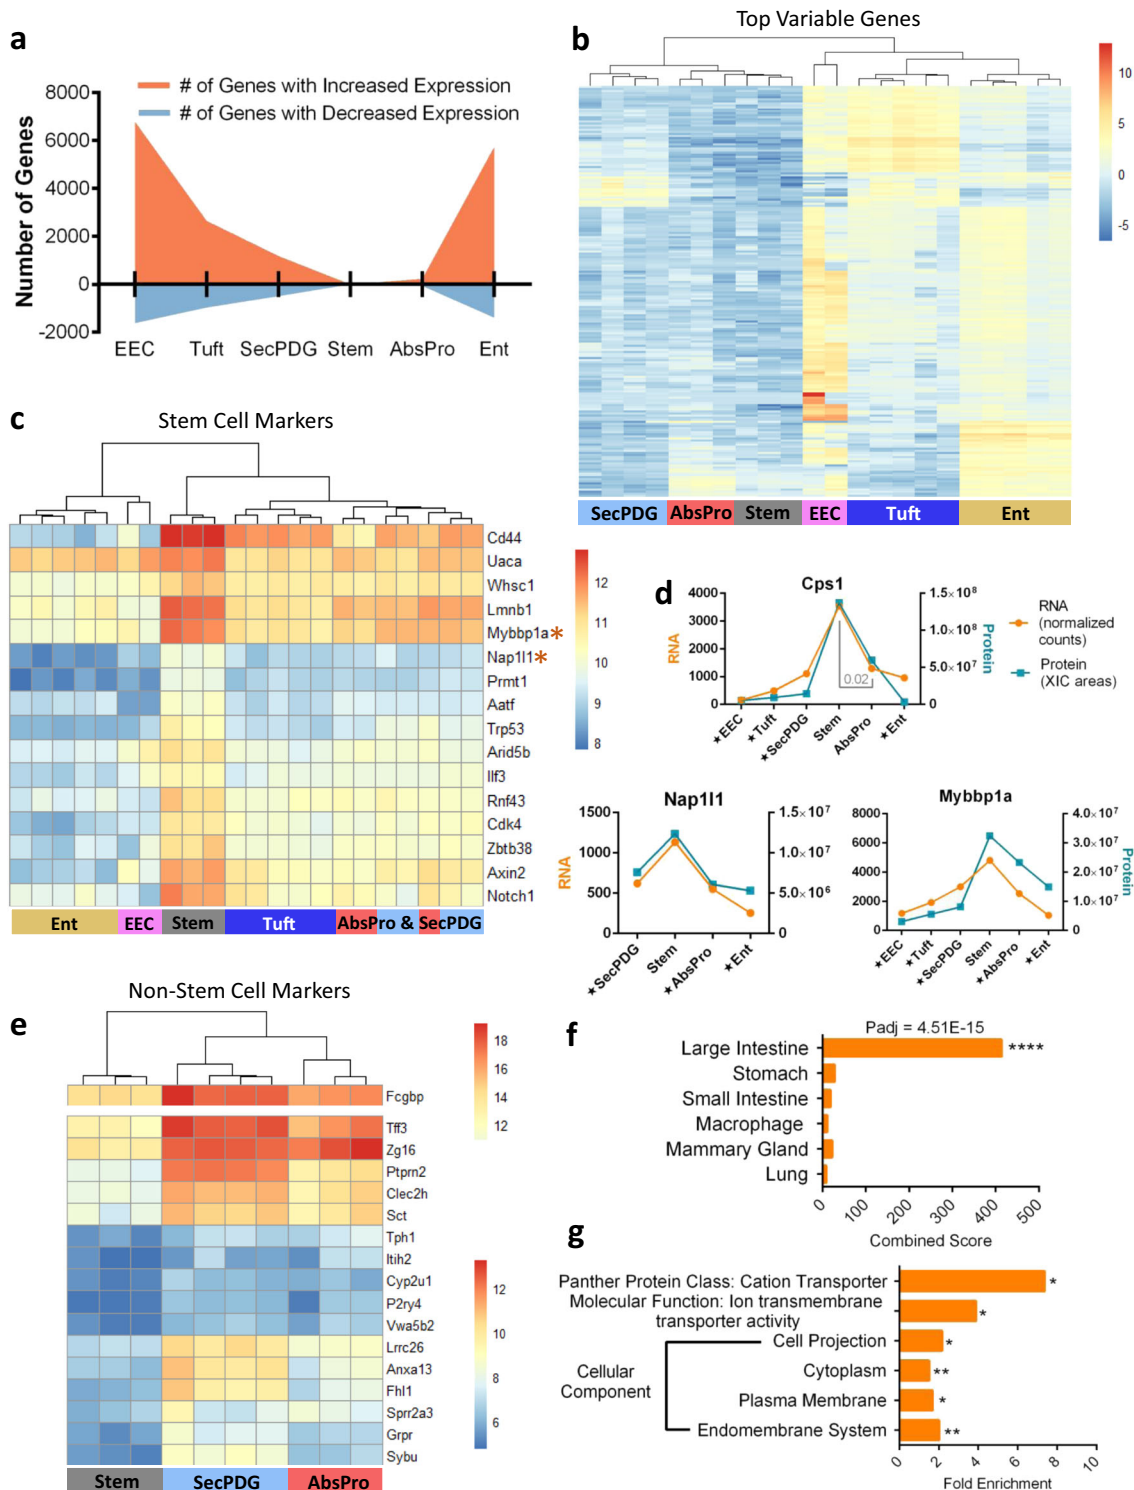 a
# of Genes with Increased Expression
# of Genes with Decreased Expression
Number of Genes
8000
6000
4000
2000
0
-2000
EEC Tuft SecPDG Stem AbsPro Ent
b
Top Variable Genes
10
5
0
-5
SecPDG AbsPro Stem EEC Tuft Ent
c
Stem Cell Markers
Cd44
Uaca
Whsc1
Lmnb1
Mybbp1a*
Nap1l1*
Prmt1
Aatf
Trp53
Arid5b
Ilf3
Rnf43
Cdk4
Zbtb38
Axin2
Notch1
Ent EEC Stem Tuft AbsPro & SecPDG
12
11
10
9
8
d
Cps1
RNA
4000
3000
2000
1000
0
1.5×10⁸
1.0×10⁸
5.0×10⁷
0
Protein
0.02
★EEC ★Tuft ★SecPDG Stem AbsPro ★Ent
RNA
(normalized
counts)
Protein
(XIC areas)
Nap1l1
RNA
1500
1000
500
0
1.5×10⁷
1.0×10⁷
5.0×10⁶
0
★SecPDG Stem ★AbsPro ★Ent
Mybbp1a
8000
6000
4000
2000
0
4.0×10⁷
3.0×10⁷
2.0×10⁷
1.0×10⁷
0
Protein
★EEC ★Tuft ★SecPDG Stem ★AbsPro ★Ent
e
Non-Stem Cell Markers
Fcgbp
Tff3
Zg16
Ptprn2
Clec2h
Sct
Tph1
Itih2
Cyp2u1
P2ry4
Vwa5b2
Lrrc26
Anxa13
Fhl1
Sprr2a3
Grpr
Sybu
Stem SecPDG AbsPro
18
16
14
12
12
10
8
6
f
Padj = 4.51E-15
Large Intestine ****
Stomach
Small Intestine
Macrophage
Mammary Gland
Lung
0 100 200 300 400 500
Combined Score
g
Panther Protein Class: Cation Transporter *
Molecular Function: Ion transmembrane
transporter activity *
Cellular
Component
Cell Projection *
Cytoplasm **
Plasma Membrane *
Endomembrane System **
0 2 4 6 8 10
Fold Enrichment